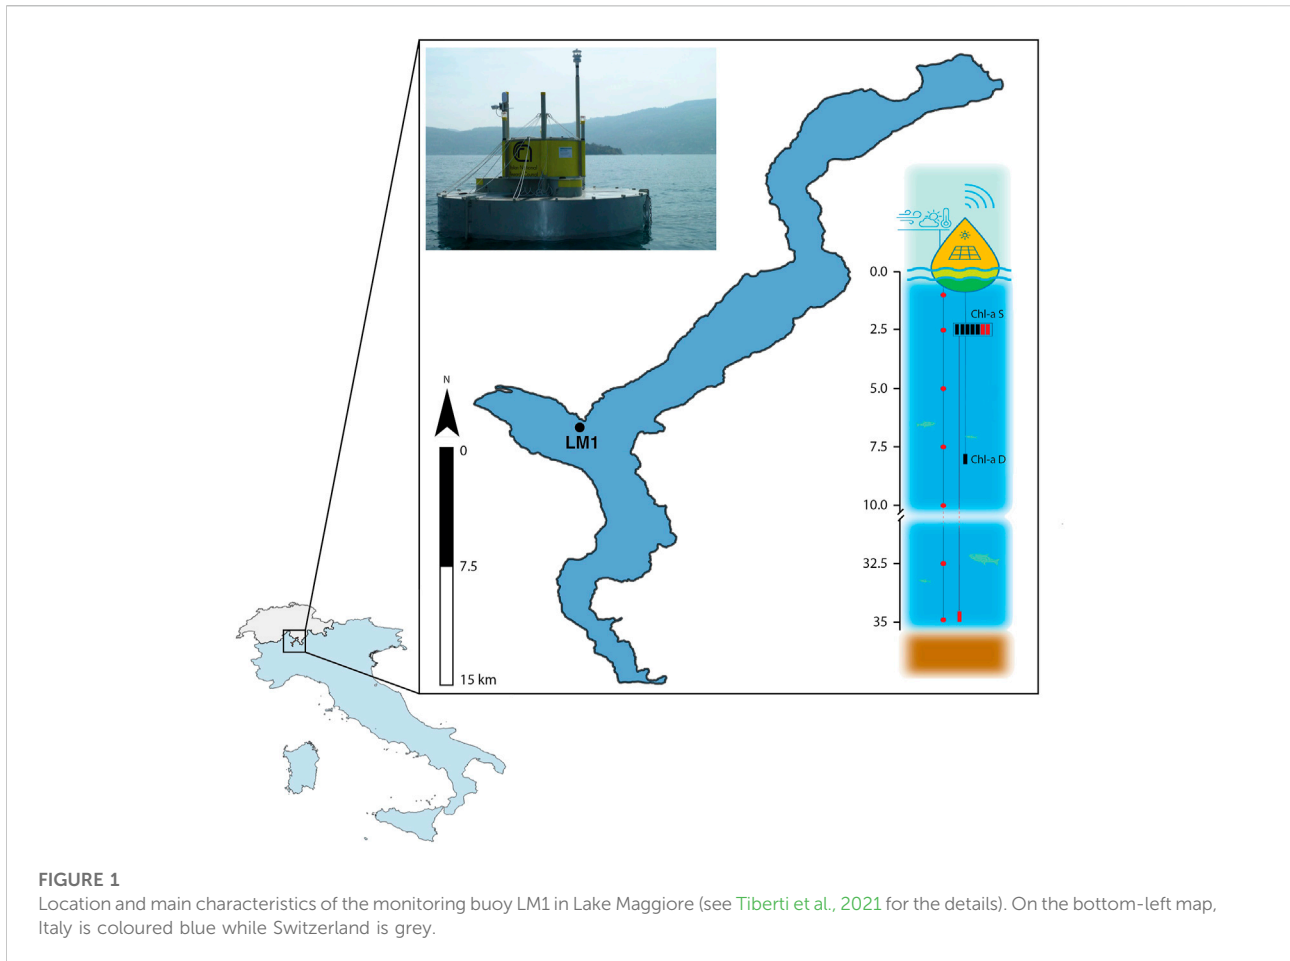 N
0
7.5
15 km
LM1
0.0
2.5
5.0
7.5
10.0
32.5
35
Chl-a S
Chl-a D
FIGURE 1
Location and main characteristics of the monitoring buoy LM1 in Lake Maggiore (see Tiberti et al., 2021 for the details). On the bottom-left map,
Italy is coloured blue while Switzerland is grey.